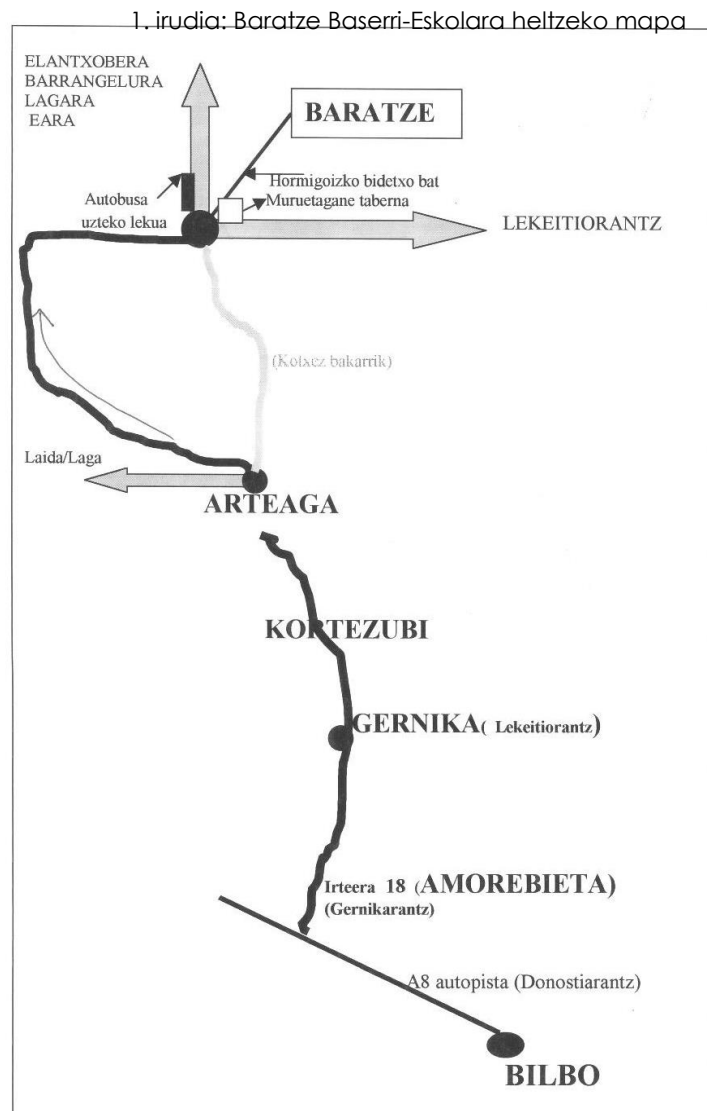 1. irudia: Baratze Baserri-Eskolara heltzeko mapa
ELANTXOBERA
BARRANGELURA
LAGARA
EARA
BARATZE
Hormigoizko bidetxo bat
Autobusa
uzteko lekua
Muruetagane taberna
LEKEITIORANTZ
(Kotxez bakarrik)
Laida/Laga
ARTEAGA
KORTEZUBI
GERNIKA( Lekeitiorantz)
Irteera 18 (AMOREBIETA)
(Gernikarantz)
A8 autopista (Donostiarantz)
BILBO